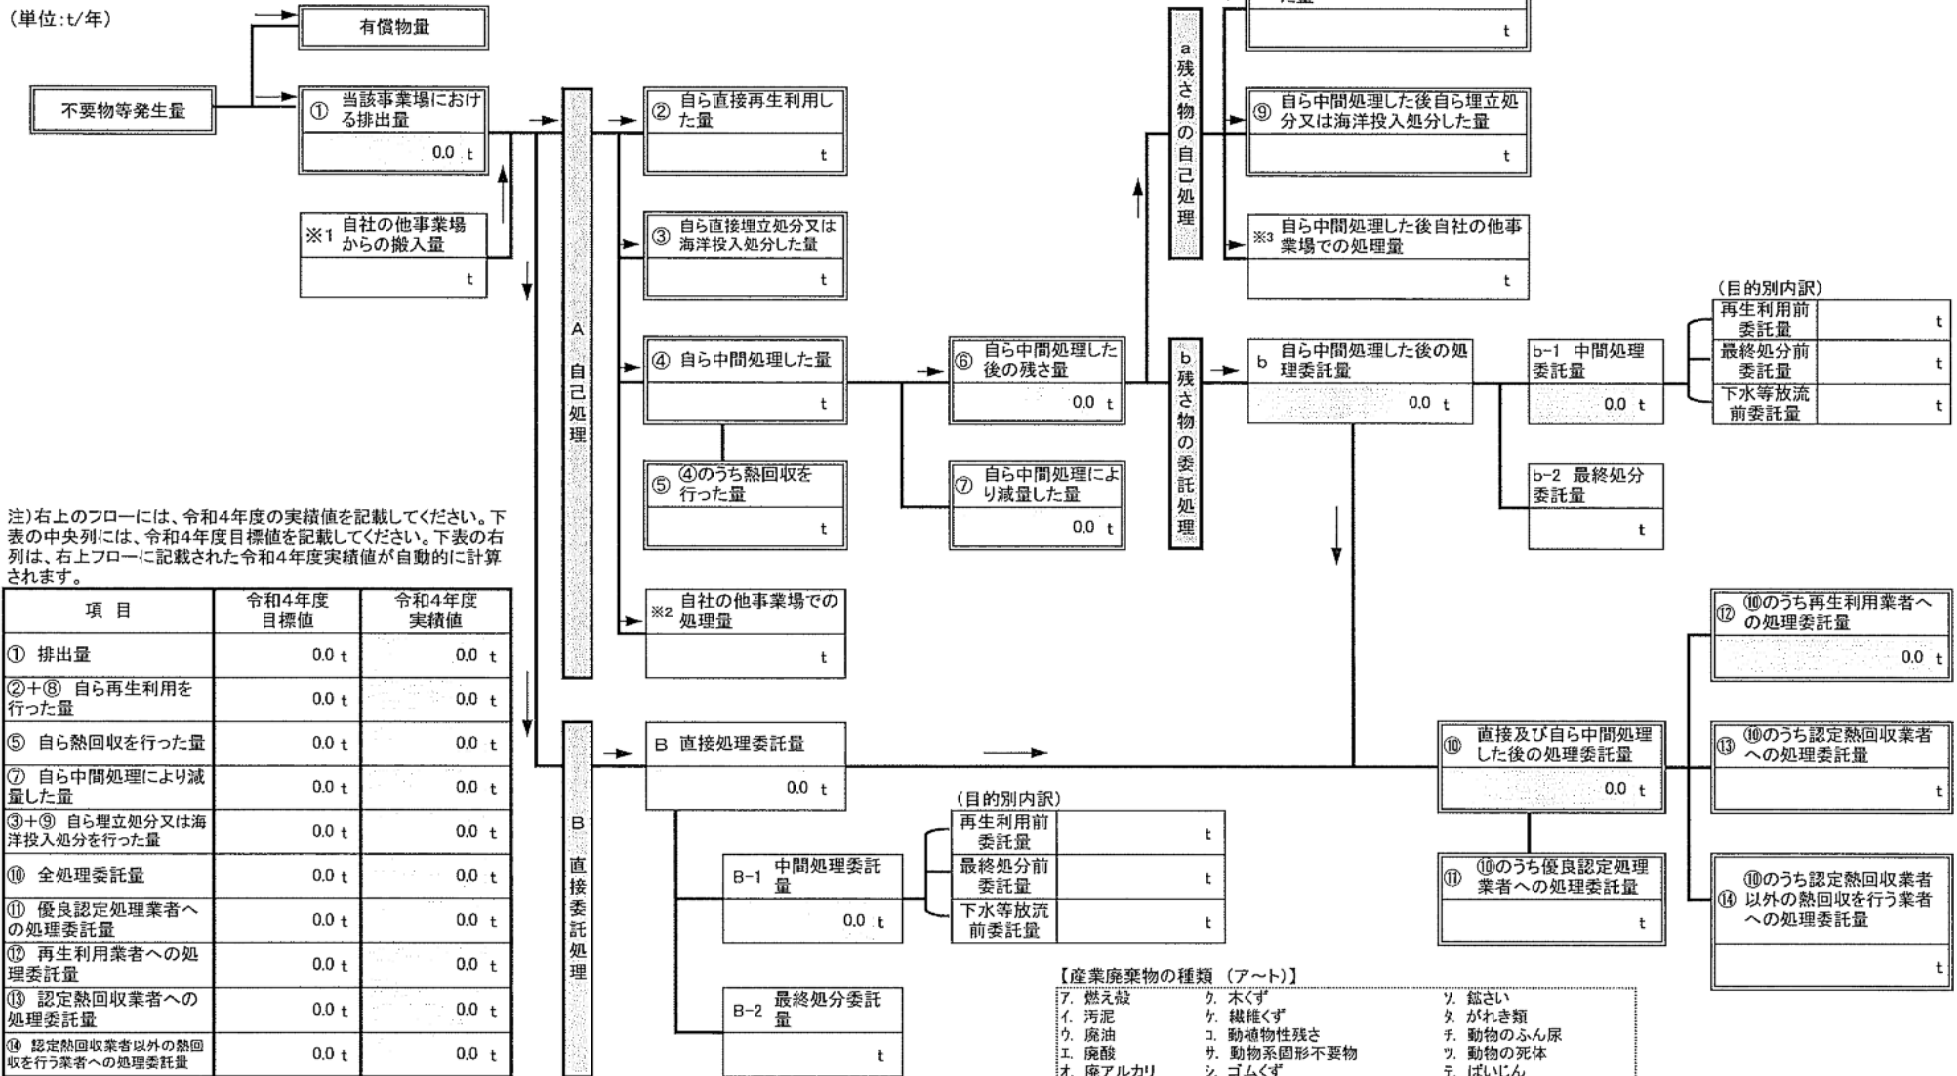 (単位:t/年)
有償物量
不要物等発生量
① 当該事業場におけ
る排出量
0.0 t
※1 自社の他事業場
からの搬入量
t
A 自己処理
② 自ら直接再生利用し
た量
t
③ 自ら直接埋立処分又は
海洋投入処分した量
t
④ 自ら中間処理した量
t
⑤ ④のうち熱回収を
行った量
t
※2 自社の他事業場での
処理量
t
⑥ 自ら中間処理した
後の残さ量
0.0 t
⑦ 自ら中間処理によ
り減量した量
0.0 t
a残さ物の自己処理
t
⑨ 自ら中間処理した後自ら埋立処
分又は海洋投入処分した量
t
※3 自ら中間処理した後自社の他事
業場での処理量
t
b残さ物の委託処理
b 自ら中間処理した後の処
理委託量
0.0 t
b-1 中間処理
委託量
0.0 t
(目的別内訳)
再生利用前
委託量 t
最終処分前
委託量 t
下水等放流
前委託量 t
b-2 最終処分
委託量
t
注)右上のフローには、令和4年度の実績値を記載してください。下
表の中央列には、令和4年度目標値を記載してください。下表の右
列は、右上フローに記載された令和4年度実績値が自動的に計算
されます。
項 目 令和4年度
目標値 令和4年度
実績値
① 排出量 0.0 t 0.0 t
②+⑧ 自ら再生利用を
行った量 0.0 t 0.0 t
⑤ 自ら熱回収を行った量 0.0 t 0.0 t
⑦ 自ら中間処理により減
量した量 0.0 t 0.0 t
③+⑨ 自ら埋立処分又は海
洋投入処分を行った量 0.0 t 0.0 t
⑩ 全処理委託量 0.0 t 0.0 t
⑪ 優良認定処理業者へ
の処理委託量 0.0 t 0.0 t
⑫ 再生利用業者への処
理委託量 0.0 t 0.0 t
⑬ 認定熱回収業者への
処理委託量 0.0 t 0.0 t
⑭ 認定熱回収業者以外の熱回
収を行う業者への処理委託量 0.0 t 0.0 t
B 直接委託処理
B 直接処理委託量
0.0 t
B-1 中間処理委託
量
0.0 t
(目的別内訳)
再生利用前
委託量 t
最終処分前
委託量 t
下水等放流
前委託量 t
B-2 最終処分委託
量
t
⑩ 直接及び自ら中間処理
した後の処理委託量
0.0 t
⑪ ⑩のうち優良認定処理
業者への処理委託量
t
⑫ ⑩のうち再生利用業者へ
の処理委託量
0.0 t
⑬ ⑩のうち認定熱回収業者
への処理委託量
t
⑭ ⑩のうち認定熱回収業者
以外の熱回収を行う業者
への処理委託量
t
【産業廃棄物の種類 (ア～ト)】
ア. 燃え殻 ク. 木くず ソ. 鉱さい
イ. 汚泥 ケ. 繊維くず タ. がれき類
ウ. 廃油 コ. 動植物性残さ チ. 動物のふん尿
エ. 廃酸 サ. 動物系固形不要物 ツ. 動物の死体
オ. 廃アルカリ シ. ゴムくず テ. ばいじん